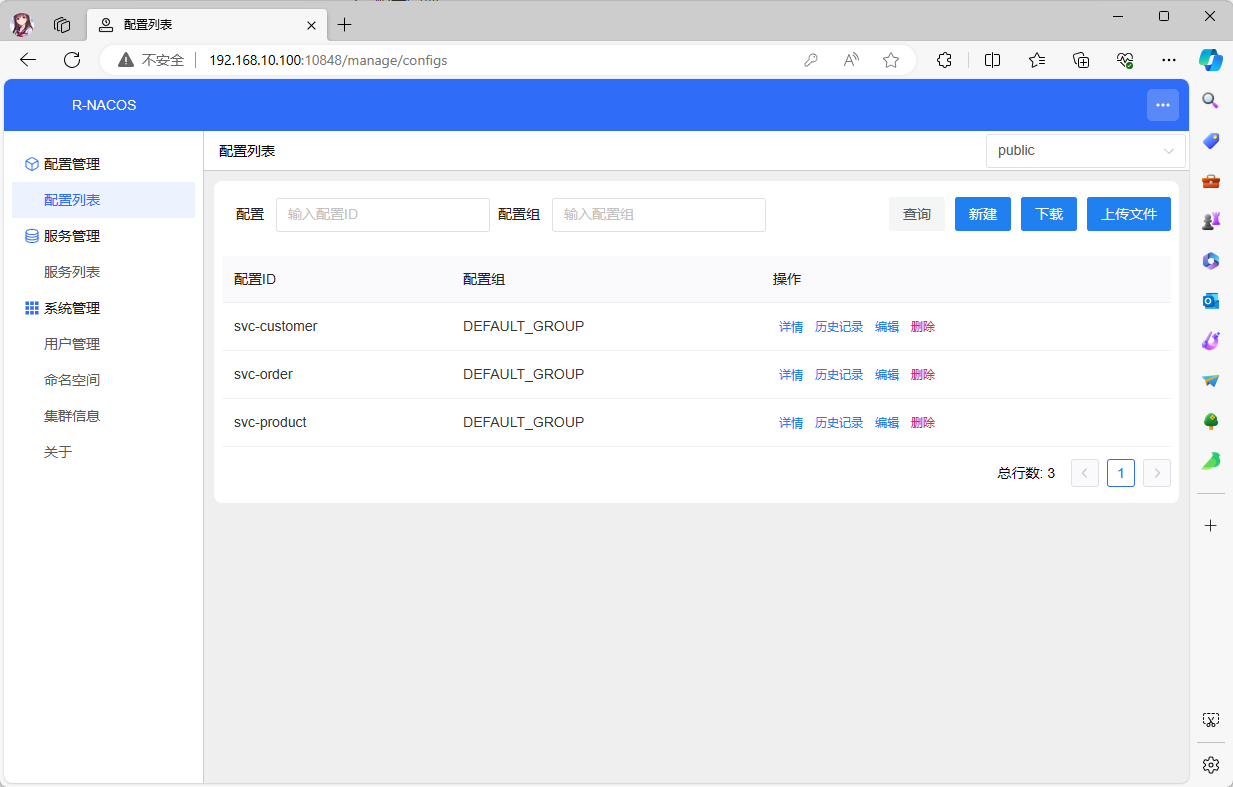 配置列表
不安全
192.168.10.100:10848/manage/configs
R-NACOS
配置管理
配置列表
服务管理
服务列表
系统管理
用户管理
命名空间
集群信息
关于
配置列表
public
配置 输入配置ID 配置组 输入配置组 查询 新建 下载 上传文件
配置ID 配置组 操作
svc-customer DEFAULT_GROUP 详情 历史记录 编辑 删除
svc-order DEFAULT_GROUP 详情 历史记录 编辑 删除
svc-product DEFAULT_GROUP 详情 历史记录 编辑 删除
总行数: 3 1